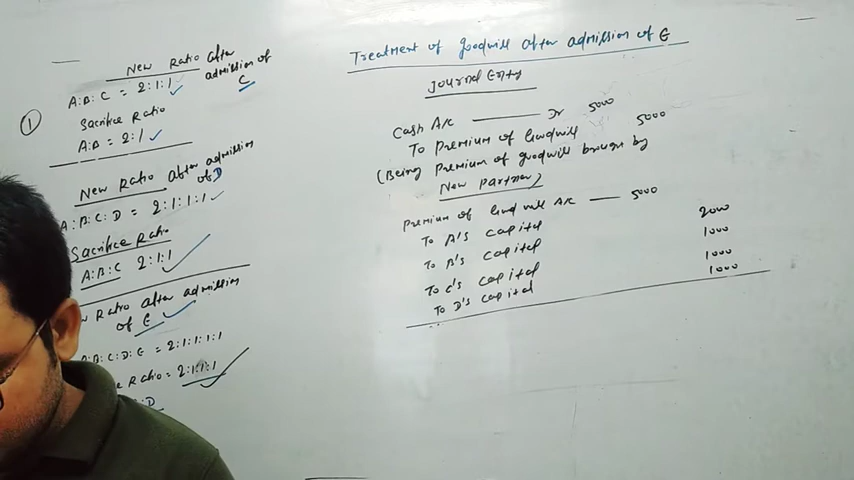 New Ratio after
admission of
C
A:B:C = 2:1:1
①
Sacrifice Ratio
A:B = 2:1
New Ratio after admission
of D
A:B:C:D = 2:1:1:1
Sacrifice Ratio
A:B:C 2:1:1
Ratio after admission
of E
:B:C:D:E = 2:1:1:1:1
Ratio = 2:1:1:1
:D
Treatment of goodwill after admission of E
Journal Entry
Cash A/c ——— Dr 5000
To Premium of Goodwill 5000
(Being Premium of goodwill brought by
New Partner)
Premium of Goodwill A/c —— 5000
To A's capital 2000
To B's capital 1000
To C's capital 1000
To D's capital 1000